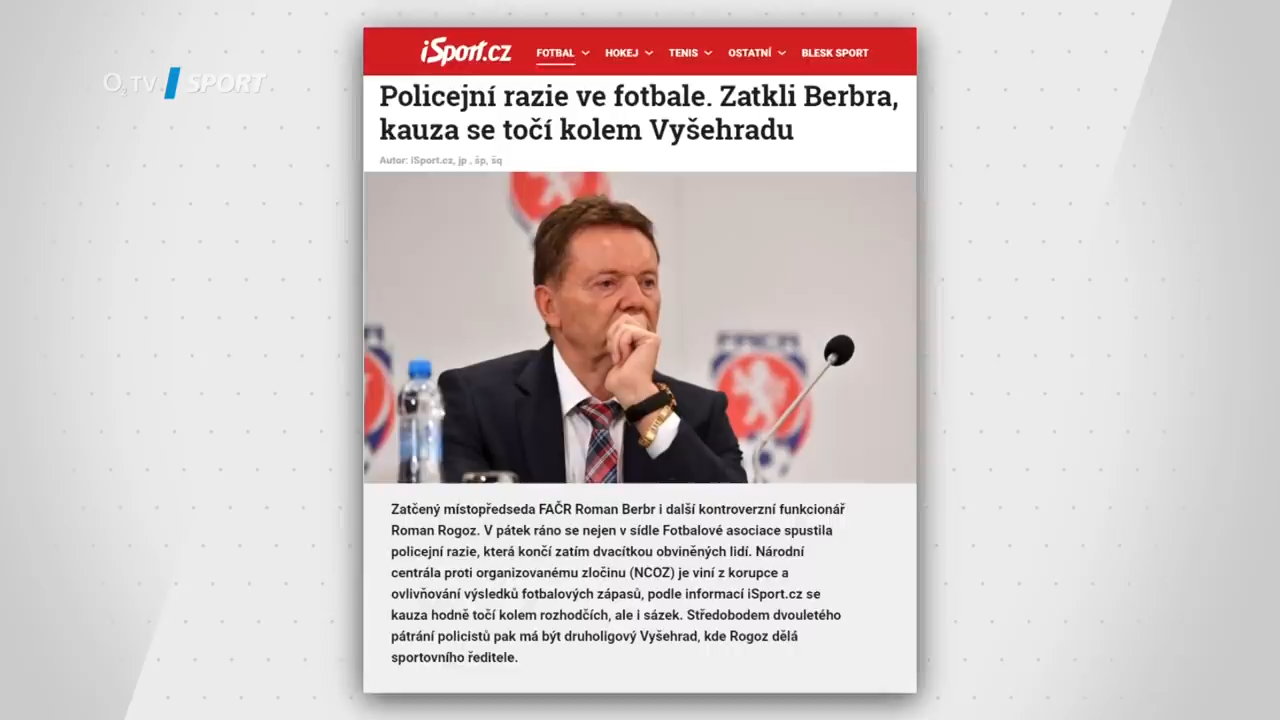 O₂ TV SPORT
iSport.cz FOTBAL HOKEJ TENIS OSTATNÍ BLESK SPORT
Policejní razie ve fotbale. Zatkli Berbra,
kauza se točí kolem Vyšehradu
Autor: iSport.cz, jp , šp, šq
FAČR
Zatčený místopředseda FAČR Roman Berbr i další kontroverzní funkcionář
Roman Rogoz. V pátek ráno se nejen v sídle Fotbalové asociace spustila
policejní razie, která končí zatím dvacítkou obviněných lidí. Národní
centrála proti organizovanému zločinu (NCOZ) je viní z korupce a
ovlivňování výsledků fotbalových zápasů, podle informací iSport.cz se
kauza hodně točí kolem rozhodčích, ale i sázek. Středobodem dvouletého
pátrání policistů pak má být druholigový Vyšehrad, kde Rogoz dělá
sportovního ředitele.